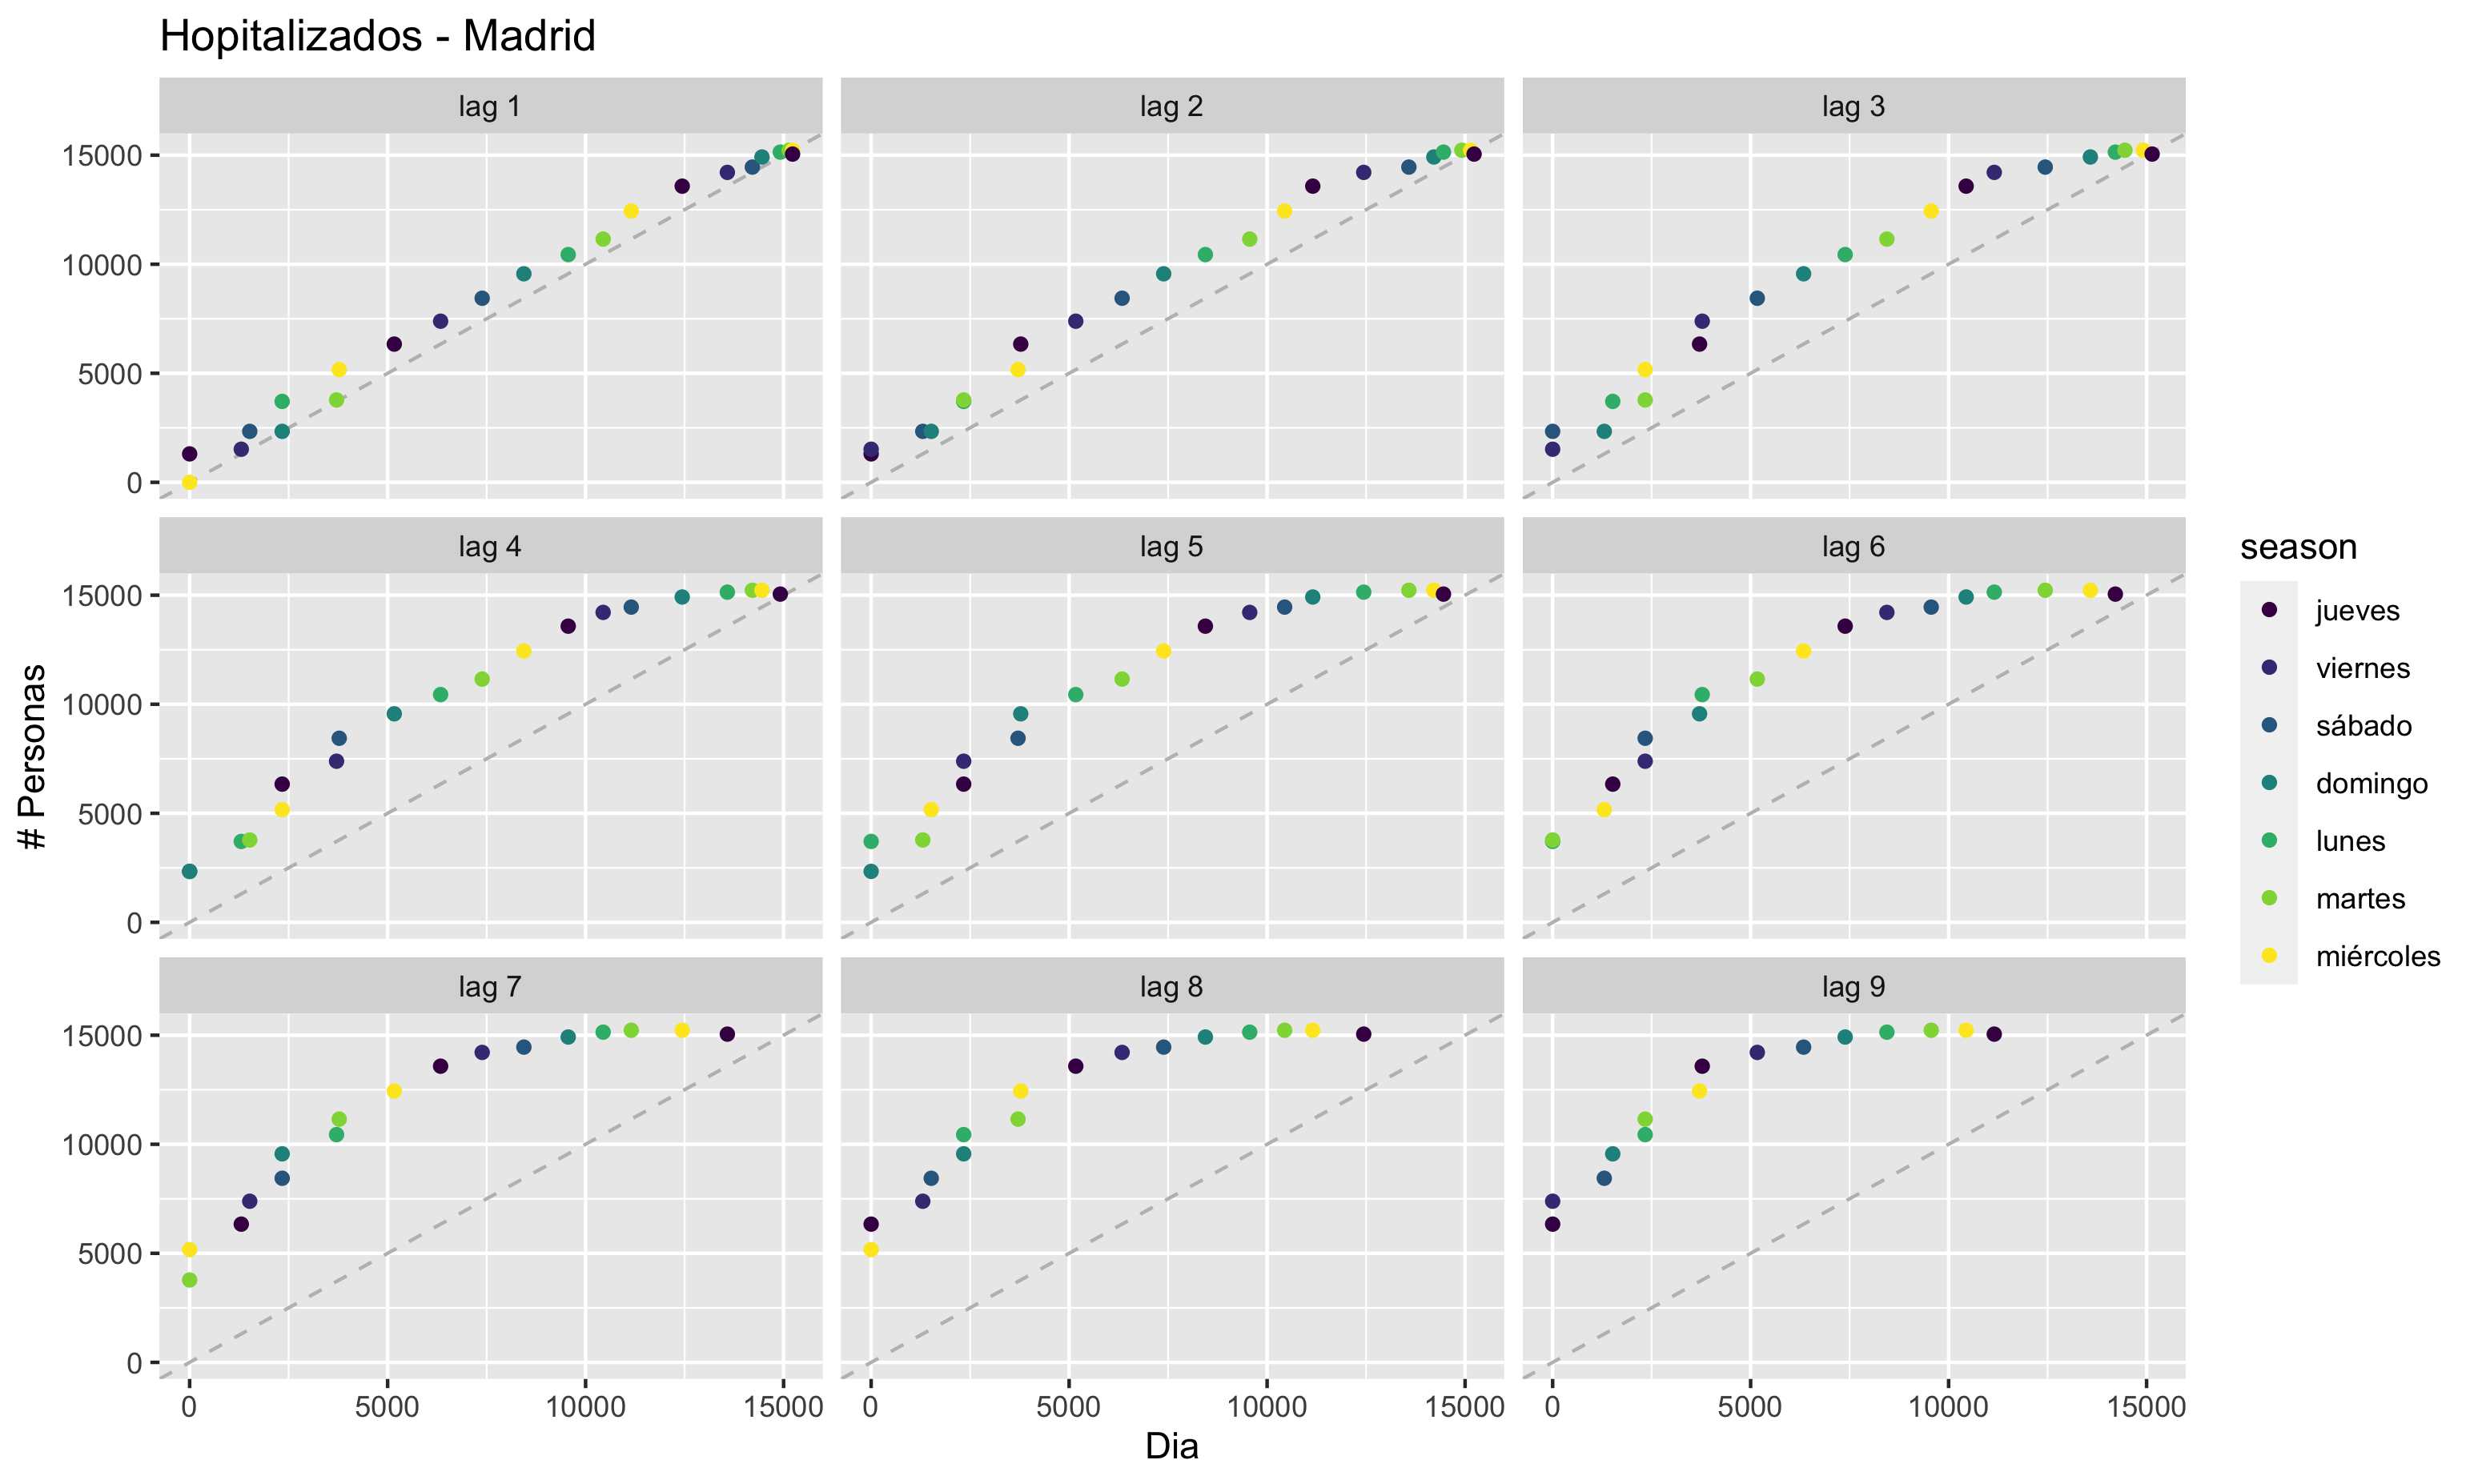 Hopitalizados - Madrid
lag 1
lag 2
lag 3
15000
10000
5000
0
lag 4
lag 5
lag 6
15000
10000
5000
0
lag 7
lag 8
lag 9
15000
10000
5000
0
0 5000 10000 15000
0 5000 10000 15000
0 5000 10000 15000
Dia
# Personas
season
jueves
viernes
sábado
domingo
lunes
martes
miércoles